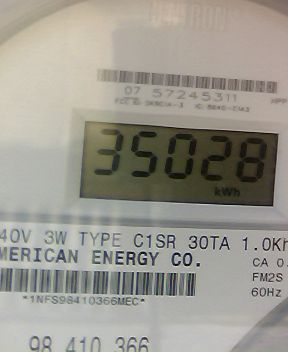 07 57245311
35028
kWh
40V 3W TYPE C1SR 30TA 1.0Kh
MERICAN ENERGY CO.
CA 0.
FM2S
60Hz
*1NFS98410366MEC*
98 410 366